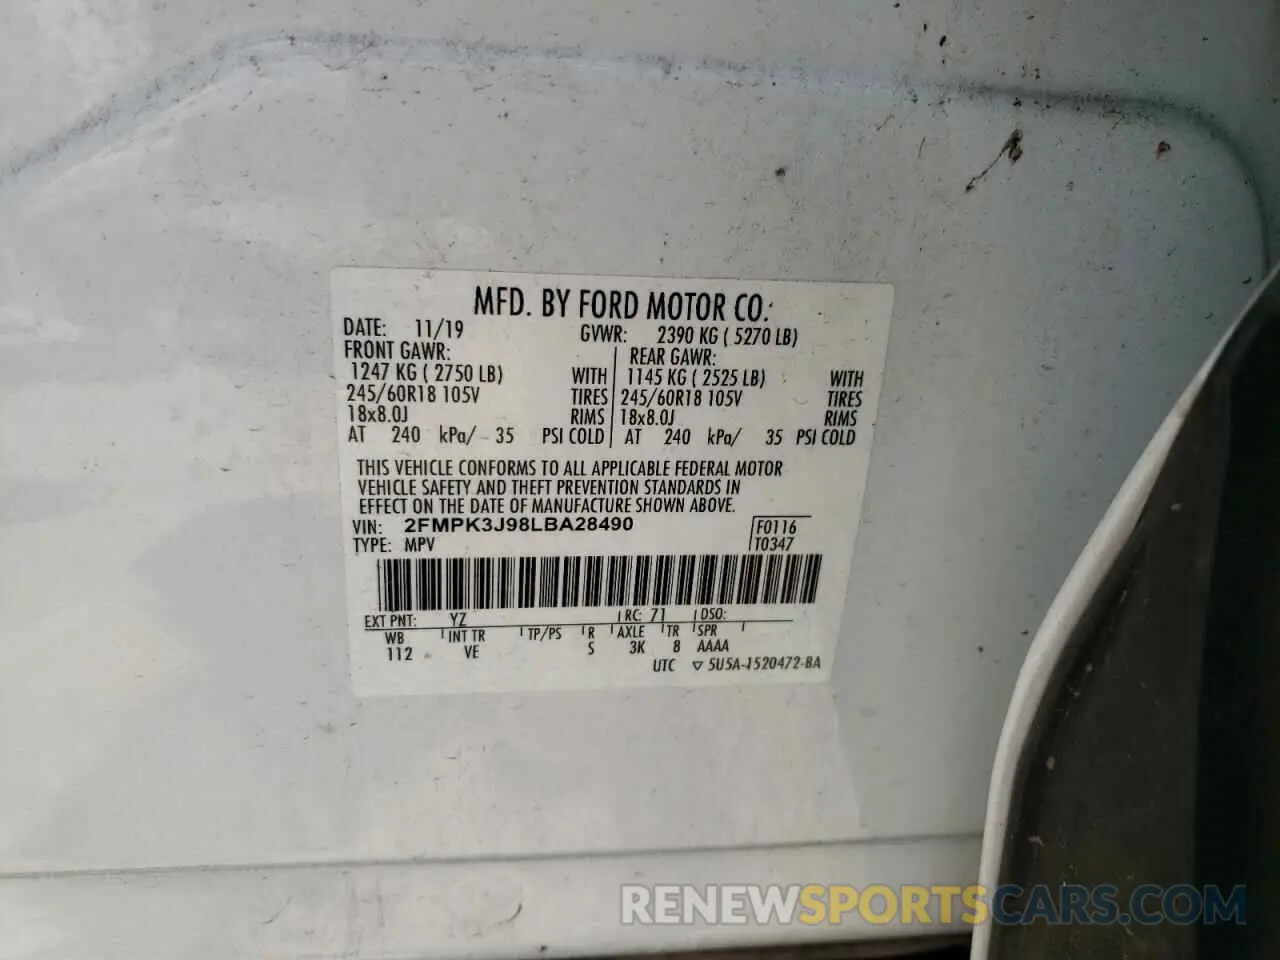 MFD. BY FORD MOTOR CO.
DATE: 11/19 GVWR: 2390 KG ( 5270 LB)
FRONT GAWR: REAR GAWR:
1247 KG ( 2750 LB) WITH 1145 KG ( 2525 LB) WITH
245/60R18 105V TIRES 245/60R18 105V TIRES
18x8.0J RIMS 18x8.0J RIMS
AT 240 kPa/ 35 PSI COLD AT 240 kPa/ 35 PSI COLD
THIS VEHICLE CONFORMS TO ALL APPLICABLE FEDERAL MOTOR
VEHICLE SAFETY AND THEFT PREVENTION STANDARDS IN
EFFECT ON THE DATE OF MANUFACTURE SHOWN ABOVE.
VIN: 2FMPK3J98LBA28490 F0116
TYPE: MPV T0347
EXT PNT: YZ RC: 71 DSO:
WB INT TR TP/PS R AXLE TR SPR
112 VE S 3K 8 AAAA
UTC ▽ 5U5A-1520472-BA
RENEWSPORTSCARS.COM